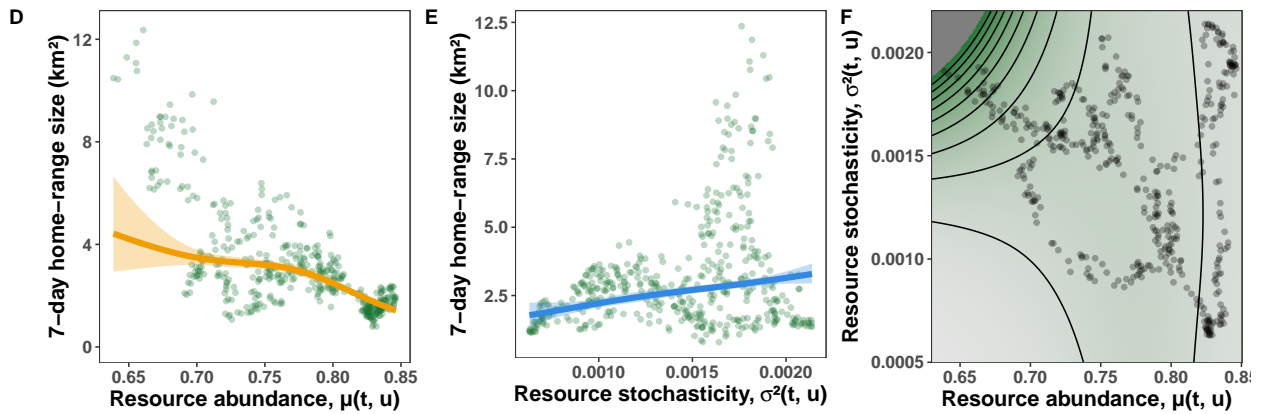 D
7−day home−range size (km²)
12
8
4
0
0.65 0.70 0.75 0.80 0.85
Resource abundance, μ(t, u)
E
7−day home−range size (km²)
12.5
10.0
7.5
5.0
2.5
0.0010 0.0015 0.0020
Resource stochasticity, σ²(t, u)
F
Resource stochasticity, σ²(t, u)
0.0020
0.0015
0.0010
0.0005
0.65 0.70 0.75 0.80 0.85
Resource abundance, μ(t, u)